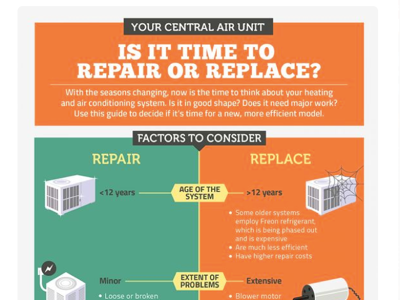 YOUR CENTRAL AIR UNIT
IS IT TIME TO
REPAIR OR REPLACE?
With the seasons changing, now is the time to think about your heating
and air conditioning system. Is it in good shape? Does it need major work?
Use this guide to decide if it's time for a new, more efficient model.
FACTORS TO CONSIDER
REPAIR
REPLACE
<12 years
AGE OF THE
SYSTEM
>12 years
• Some older systems
employ Freon refrigerant,
which is being phased out
and is expensive
• Are much less efficient
• Have higher repair costs
Minor
EXTENT OF
PROBLEMS
Extensive
• Loose or broken
• Blower motor